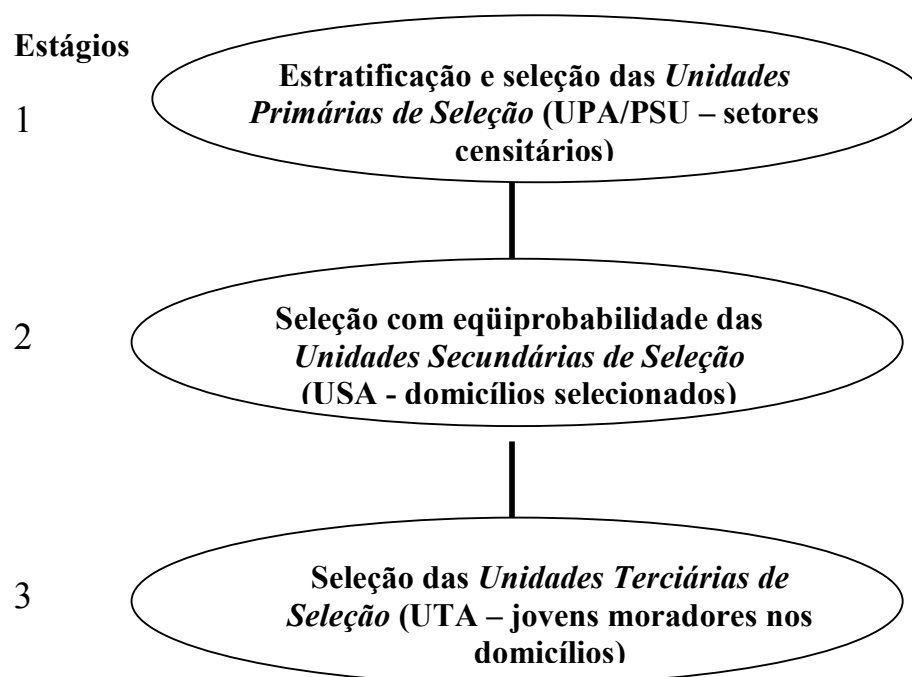 Estágios
1
Estratificação e seleção das Unidades
Primárias de Seleção (UPA/PSU – setores
censitários)
2
Seleção com eqüiprobabilidade das
Unidades Secundárias de Seleção
(USA - domicílios selecionados)
3
Seleção das Unidades Terciárias de
Seleção (UTA – jovens moradores nos
domicílios)